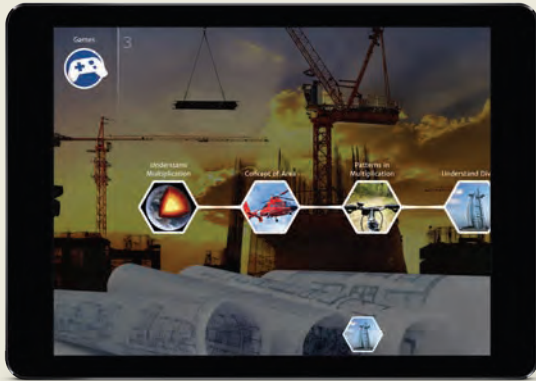 Games
3
Understand
Multiplication
Concept of Area
Patterns in
Multiplication
Understand Div